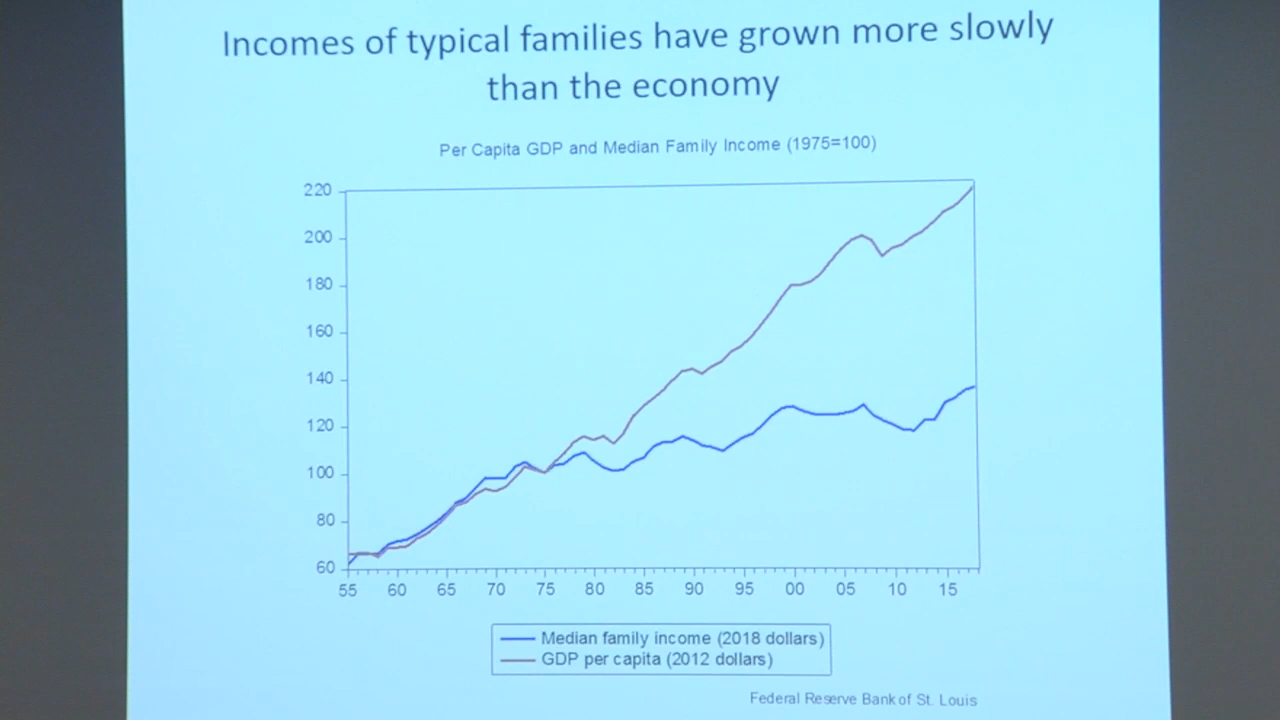 Incomes of typical families have grown more slowly
than the economy
Per Capita GDP and Median Family Income (1975=100)
220
200
180
160
140
120
100
80
60
55 60 65 70 75 80 85 90 95 00 05 10 15
Median family income (2018 dollars)
GDP per capita (2012 dollars)
Federal Reserve Bank of St. Louis